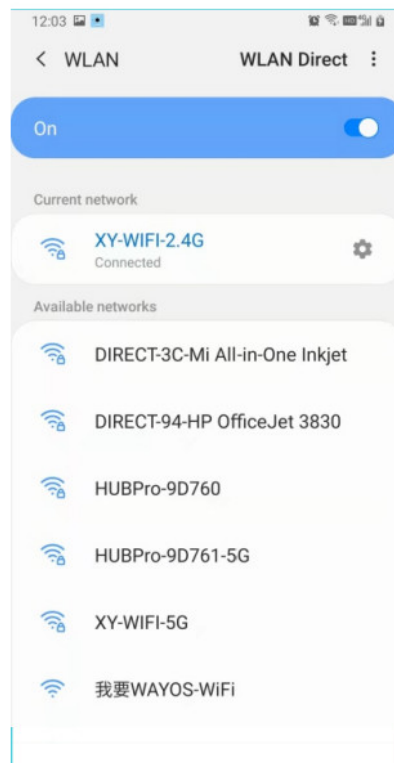 12:03
WLAN WLAN Direct
On
Current network
XY-WIFI-2.4G
Connected
Available networks
DIRECT-3C-Mi All-in-One Inkjet
DIRECT-94-HP OfficeJet 3830
HUBPro-9D760
HUBPro-9D761-5G
XY-WIFI-5G
我要WAYOS-WiFi